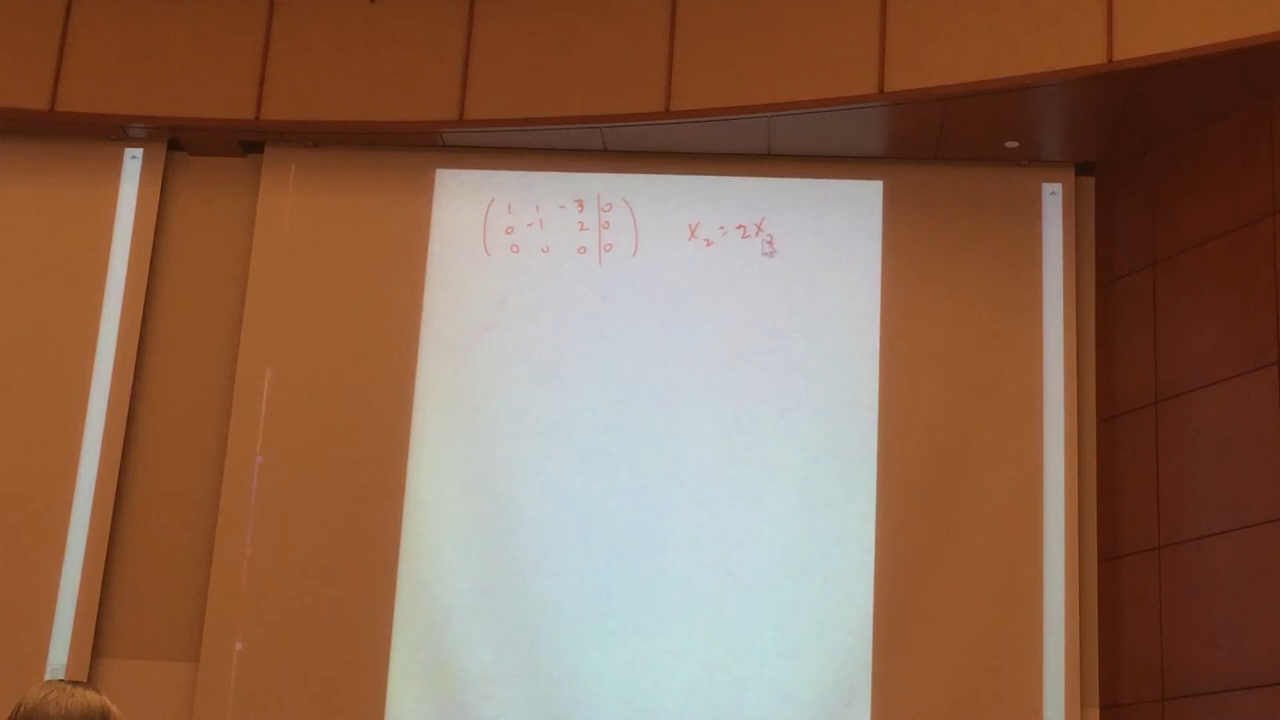 1 1 -3 | 0
0 -1 2 | 0 x₂ = 2x₃
0 0 0 | 0